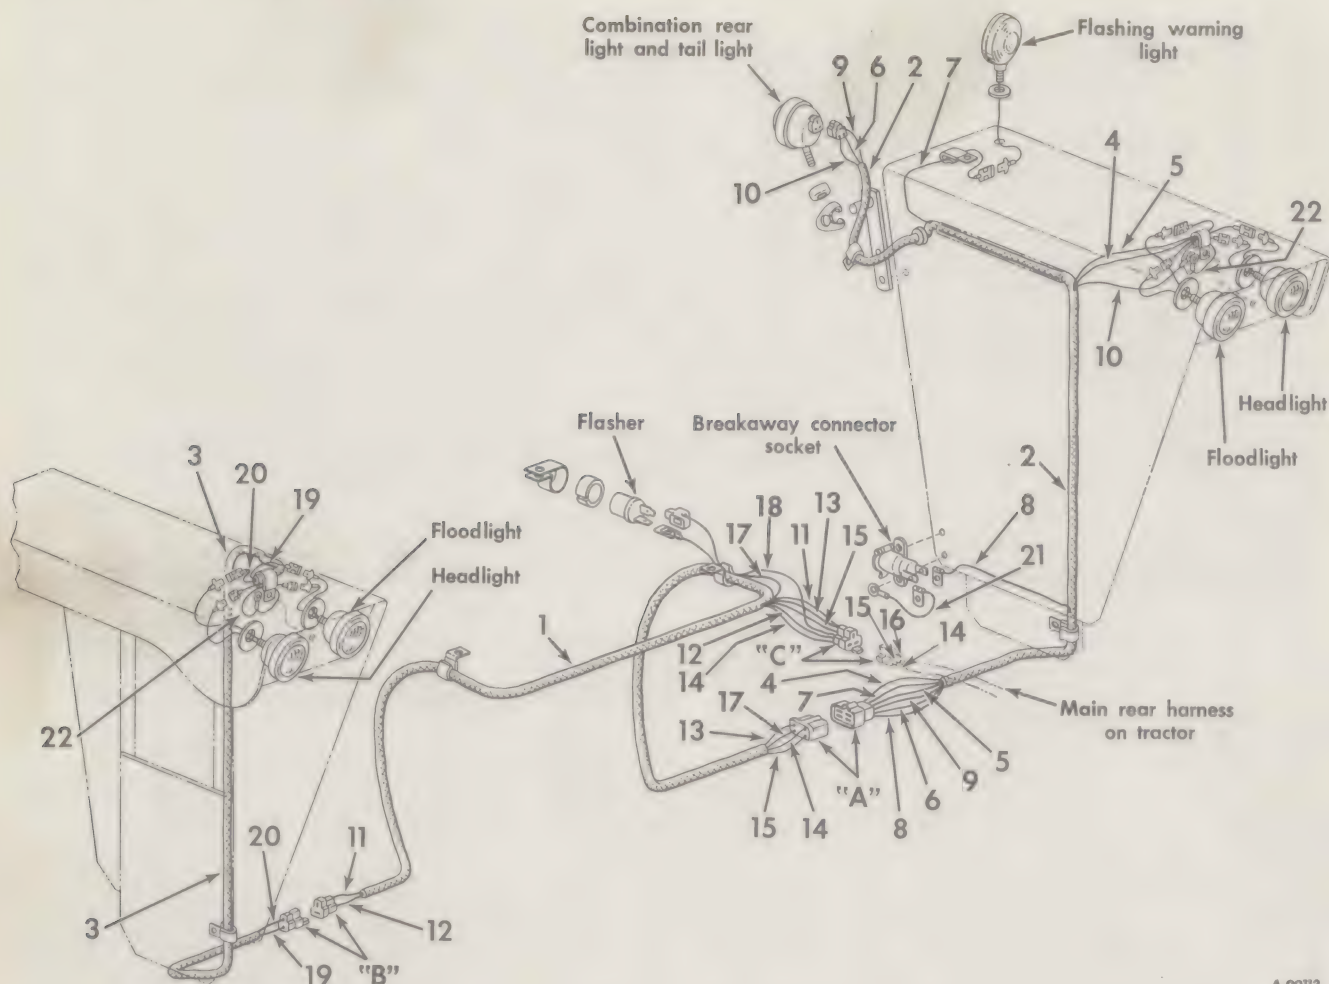 Combination rear
light and tail light
Flashing warning
light
9 6 2 7
4
5
22
10
10
Headlight
Floodlight
Flasher
Breakaway connector
socket
2
8
3
20
19
Floodlight
Headlight
18
17
11
13
15
21
15
16
14
1
12
"C"
14
4
22
17
7
13
Main rear harness
on tractor
5
9
"A"
6
15
14
8
20
11
3
12
19
"B"